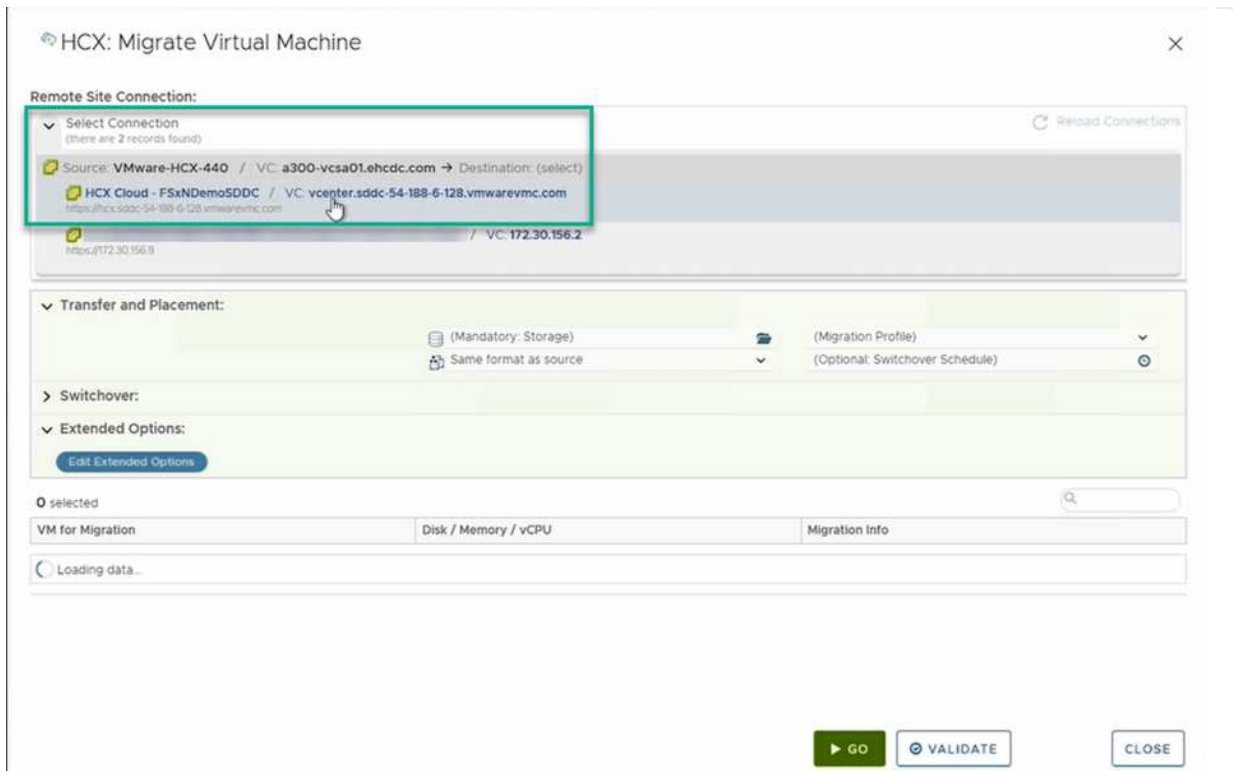 HCX: Migrate Virtual Machine
Remote Site Connection:
Select Connection
(there are 2 records found)
Reload Connections
Source: VMware-HCX-440 / VC: a300-vcsa01.ehcdc.com → Destination: (select)
HCX Cloud - FSxNDemoSDDC / VC: vcenter.sddc-54-188-6-128.vmwarevmc.com
https://hcx.sddc-54-188-6-128.vmwarevmc.com
/ VC: 172.30.156.2
https://172.30.156.9
Transfer and Placement:
(Mandatory: Storage) (Migration Profile)
Same format as source (Optional: Switchover Schedule)
Switchover:
Extended Options:
Edit Extended Options
0 selected
VM for Migration Disk / Memory / vCPU Migration Info
Loading data...
GO VALIDATE CLOSE